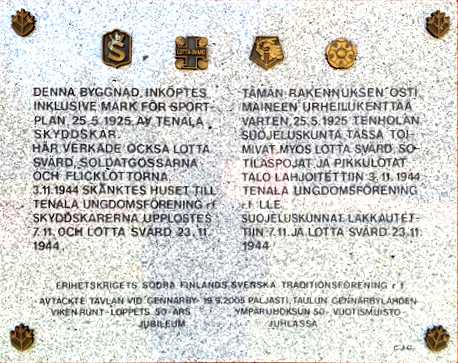 S
LOTTA SVÄRD
DENNA BYGGNAD INKÖPTES
INKLUSIVE MARK FÖR SPORT-
PLAN, 25.5.1925, AV TENALA
SKYDDSKÅR.
HÄR VERKADE OCKSÅ LOTTA
SVÄRD, SOLDATGOSSARNA
OCH FLICKLOTTORNA
3.11.1944 SKÄNKTES HUSET TILL
TENALA UNGDOMSFÖRENING r f
SKYDDSKÅRERNA UPPLÖSTES
7.11. OCH LOTTA SVÄRD 23.11.
1944.
TÄMÄN RAKENNUKSEN OSTI
MAINEEN URHEILUKENTTÄÄ
VARTEN, 25.5.1925 TENHOLAN
SUOJELUSKUNTA. TÄSSÄ TOI-
MIVAT MYÖS LOTTA SVÄRD, SO-
TILASPOJAT JA PIKKULOTAT
TALO LAHJOITETTIIN 3.11.1944
TENALA UNGDOMSFÖRENING
r.f. LLE.
SUOJELUSKUNNAT LAKKAUTET-
TIIN 7.11. JA LOTTA SVÄRD 23.11.
1944
FRIHETSKRIGETS SÖDRA FINLANDS SVENSKA TRADITIONSFÖRENING r f
AVTÄCKTE TAVLAN VID GENNARBY- 19.9.2008 PALJASTI, TAULUN GENNARBYLAHDEN
VIKEN RUNT-LOPPETS 50-ÅRS YMPÄRIJUOKSUN 50- VUOTISMUISTO-
JUBILEUM JUHLASSA
C.J.G.